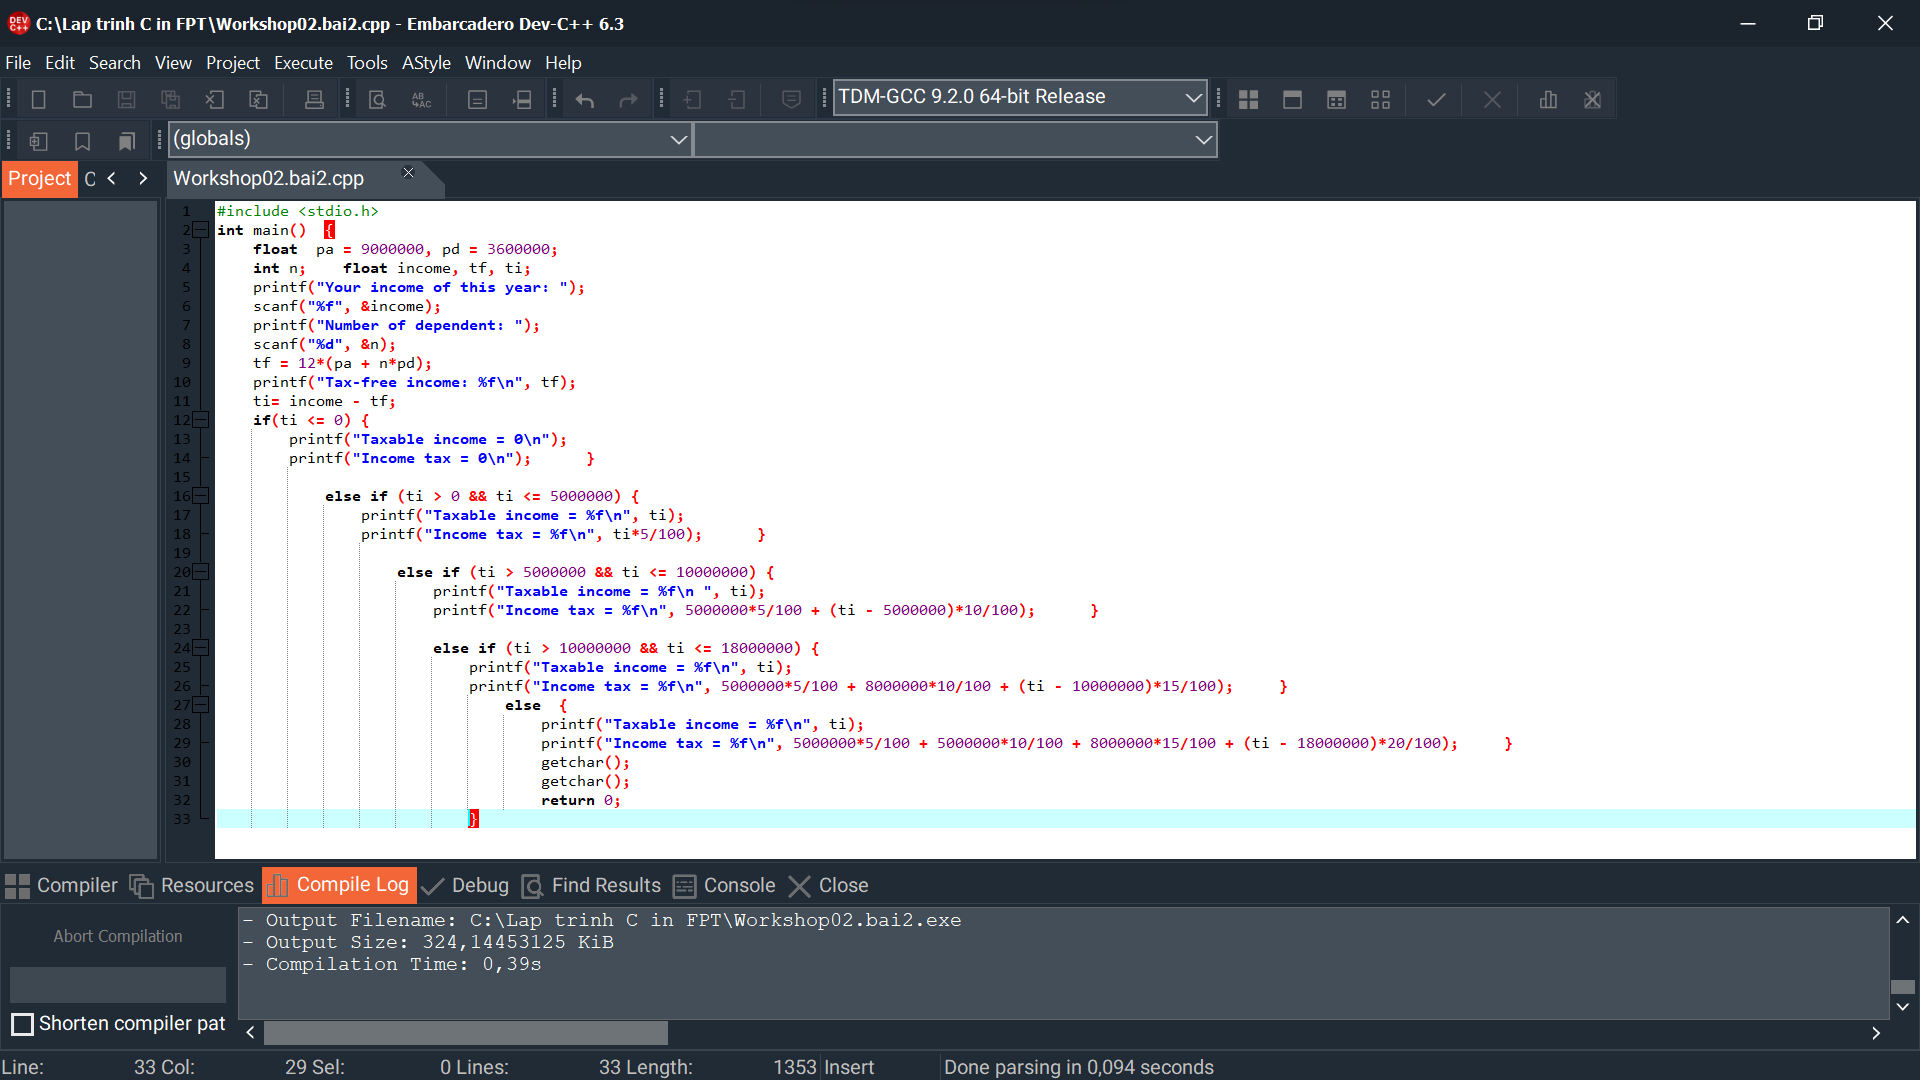 C:\Lap trinh C in FPT\Workshop02.bai2.cpp - Embarcadero Dev-C++ 6.3
File Edit Search View Project Execute Tools AStyle Window Help
TDM-GCC 9.2.0 64-bit Release
(globals)
Project C Workshop02.bai2.cpp
1 #include <stdio.h>
2 int main() {
3 float pa = 9000000, pd = 3600000;
4 int n; float income, tf, ti;
5 printf("Your income of this year: ");
6 scanf("%f", &income);
7 printf("Number of dependent: ");
8 scanf("%d", &n);
9 tf = 12*(pa + n*pd);
10 printf("Tax-free income: %f\n", tf);
11 ti= income - tf;
12 if(ti <= 0) {
13 printf("Taxable income = 0\n");
14 printf("Income tax = 0\n"); }
15
16 else if (ti > 0 && ti <= 5000000) {
17 printf("Taxable income = %f\n", ti);
18 printf("Income tax = %f\n", ti*5/100); }
19
20 else if (ti > 5000000 && ti <= 10000000) {
21 printf("Taxable income = %f\n ", ti);
22 printf("Income tax = %f\n", 5000000*5/100 + (ti - 5000000)*10/100); }
23
24 else if (ti > 10000000 && ti <= 18000000) {
25 printf("Taxable income = %f\n", ti);
26 printf("Income tax = %f\n", 5000000*5/100 + 8000000*10/100 + (ti - 10000000)*15/100); }
27 else {
28 printf("Taxable income = %f\n", ti);
29 printf("Income tax = %f\n", 5000000*5/100 + 5000000*10/100 + 8000000*15/100 + (ti - 18000000)*20/100); }
30 getchar();
31 getchar();
32 return 0;
33 }
Compiler Resources Compile Log Debug Find Results Console Close
Abort Compilation
- Output Filename: C:\Lap trinh C in FPT\Workshop02.bai2.exe
- Output Size: 324,14453125 KiB
- Compilation Time: 0,39s
Shorten compiler pat
Line: 33 Col: 29 Sel: 0 Lines: 33 Length: 1353 Insert Done parsing in 0,094 seconds